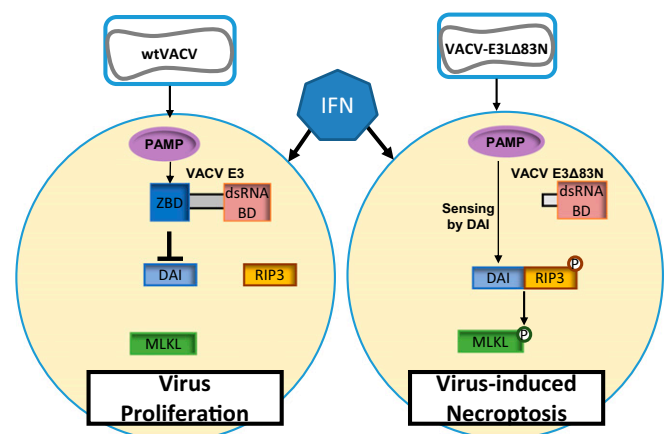 wtVACV
VACV-E3LΔ83N
IFN
PAMP
VACV E3
ZBD
dsRNA
BD
DAI
RIP3
MLKL
Virus
Proliferation
PAMP
VACV E3Δ83N
dsRNA
BD
Sensing
by DAI
DAI
RIP3
P
MLKL
P
Virus-induced
Necroptosis